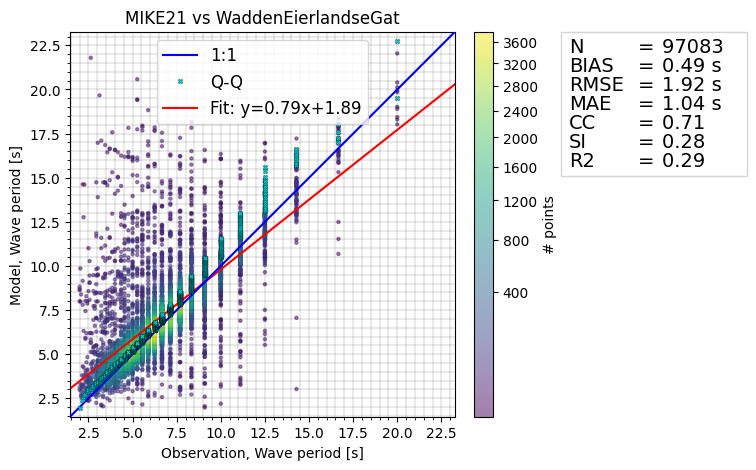 MIKE21 vs WaddenEierlandseGat
1:1
Q-Q
Fit: y=0.79x+1.89
Model, Wave period [s]
22.5
20.0
17.5
15.0
12.5
10.0
7.5
5.0
2.5
2.5 5.0 7.5 10.0 12.5 15.0 17.5 20.0 22.5
Observation, Wave period [s]
3600
3200
2800
2400
2000
1600
1200
800
400
# points
N = 97083
BIAS = 0.49 s
RMSE = 1.92 s
MAE = 1.04 s
CC = 0.71
SI = 0.28
R2 = 0.29